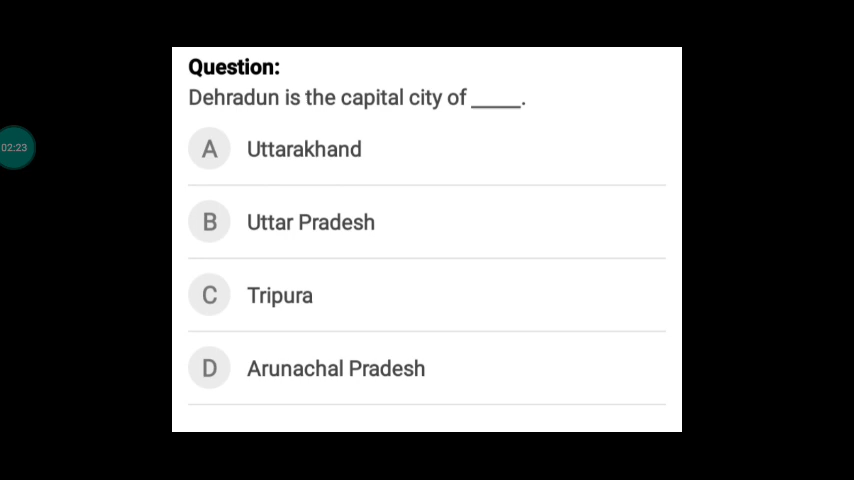 Question:
Dehradun is the capital city of _____.
02:23
A Uttarakhand
B Uttar Pradesh
C Tripura
D Arunachal Pradesh